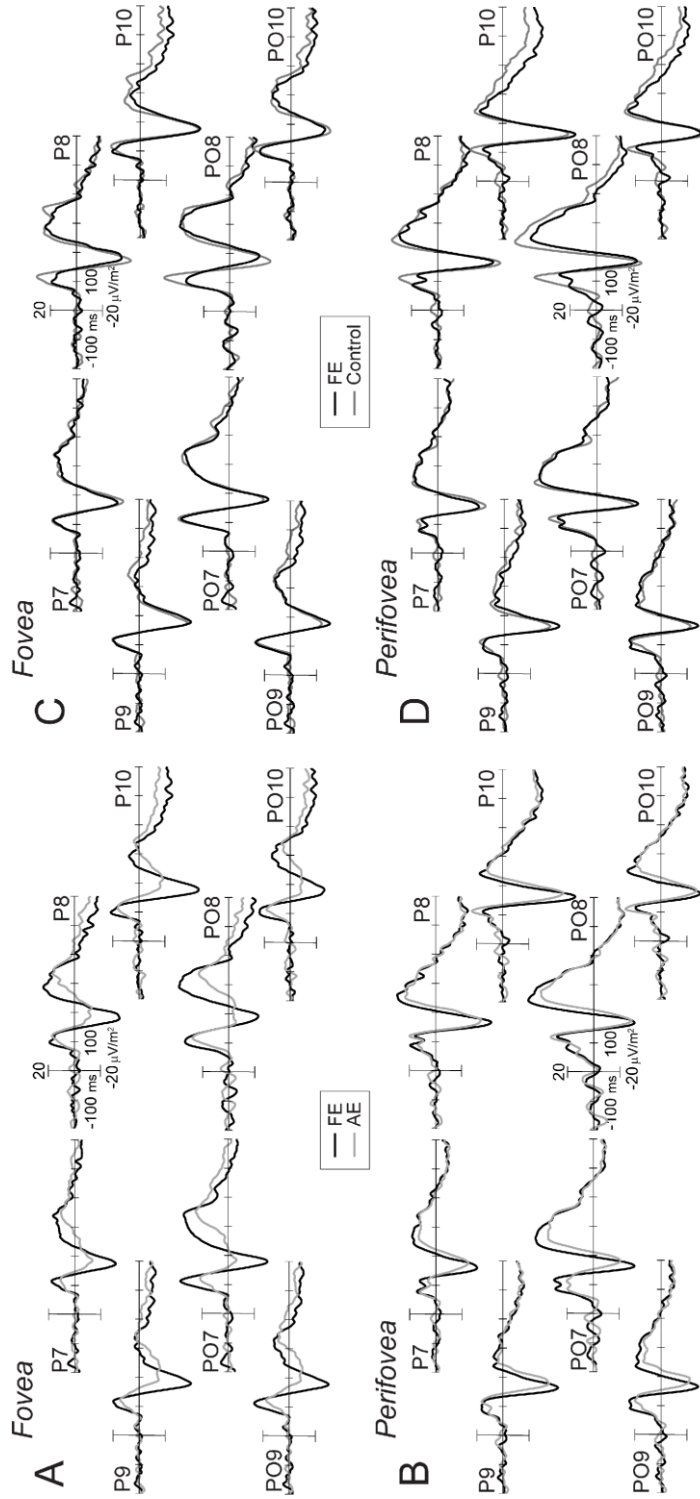 A
Fovea
P7
P8
P9
P10
20
100
-100 ms
-20 µV/m²
PO7
PO8
PO9
PO10
FE
AE
B
Perifovea
P7
P8
P9
P10
PO7
PO8
20
100
-100 ms
-20 µV/m²
PO9
PO10
C
Fovea
P7
P8
P9
P10
20
100
-100 ms
-20 µV/m²
PO7
PO8
PO9
PO10
FE
Control
D
Perifovea
P7
P8
P9
P10
20
100
-100 ms
-20 µV/m²
PO7
PO8
PO9
PO10